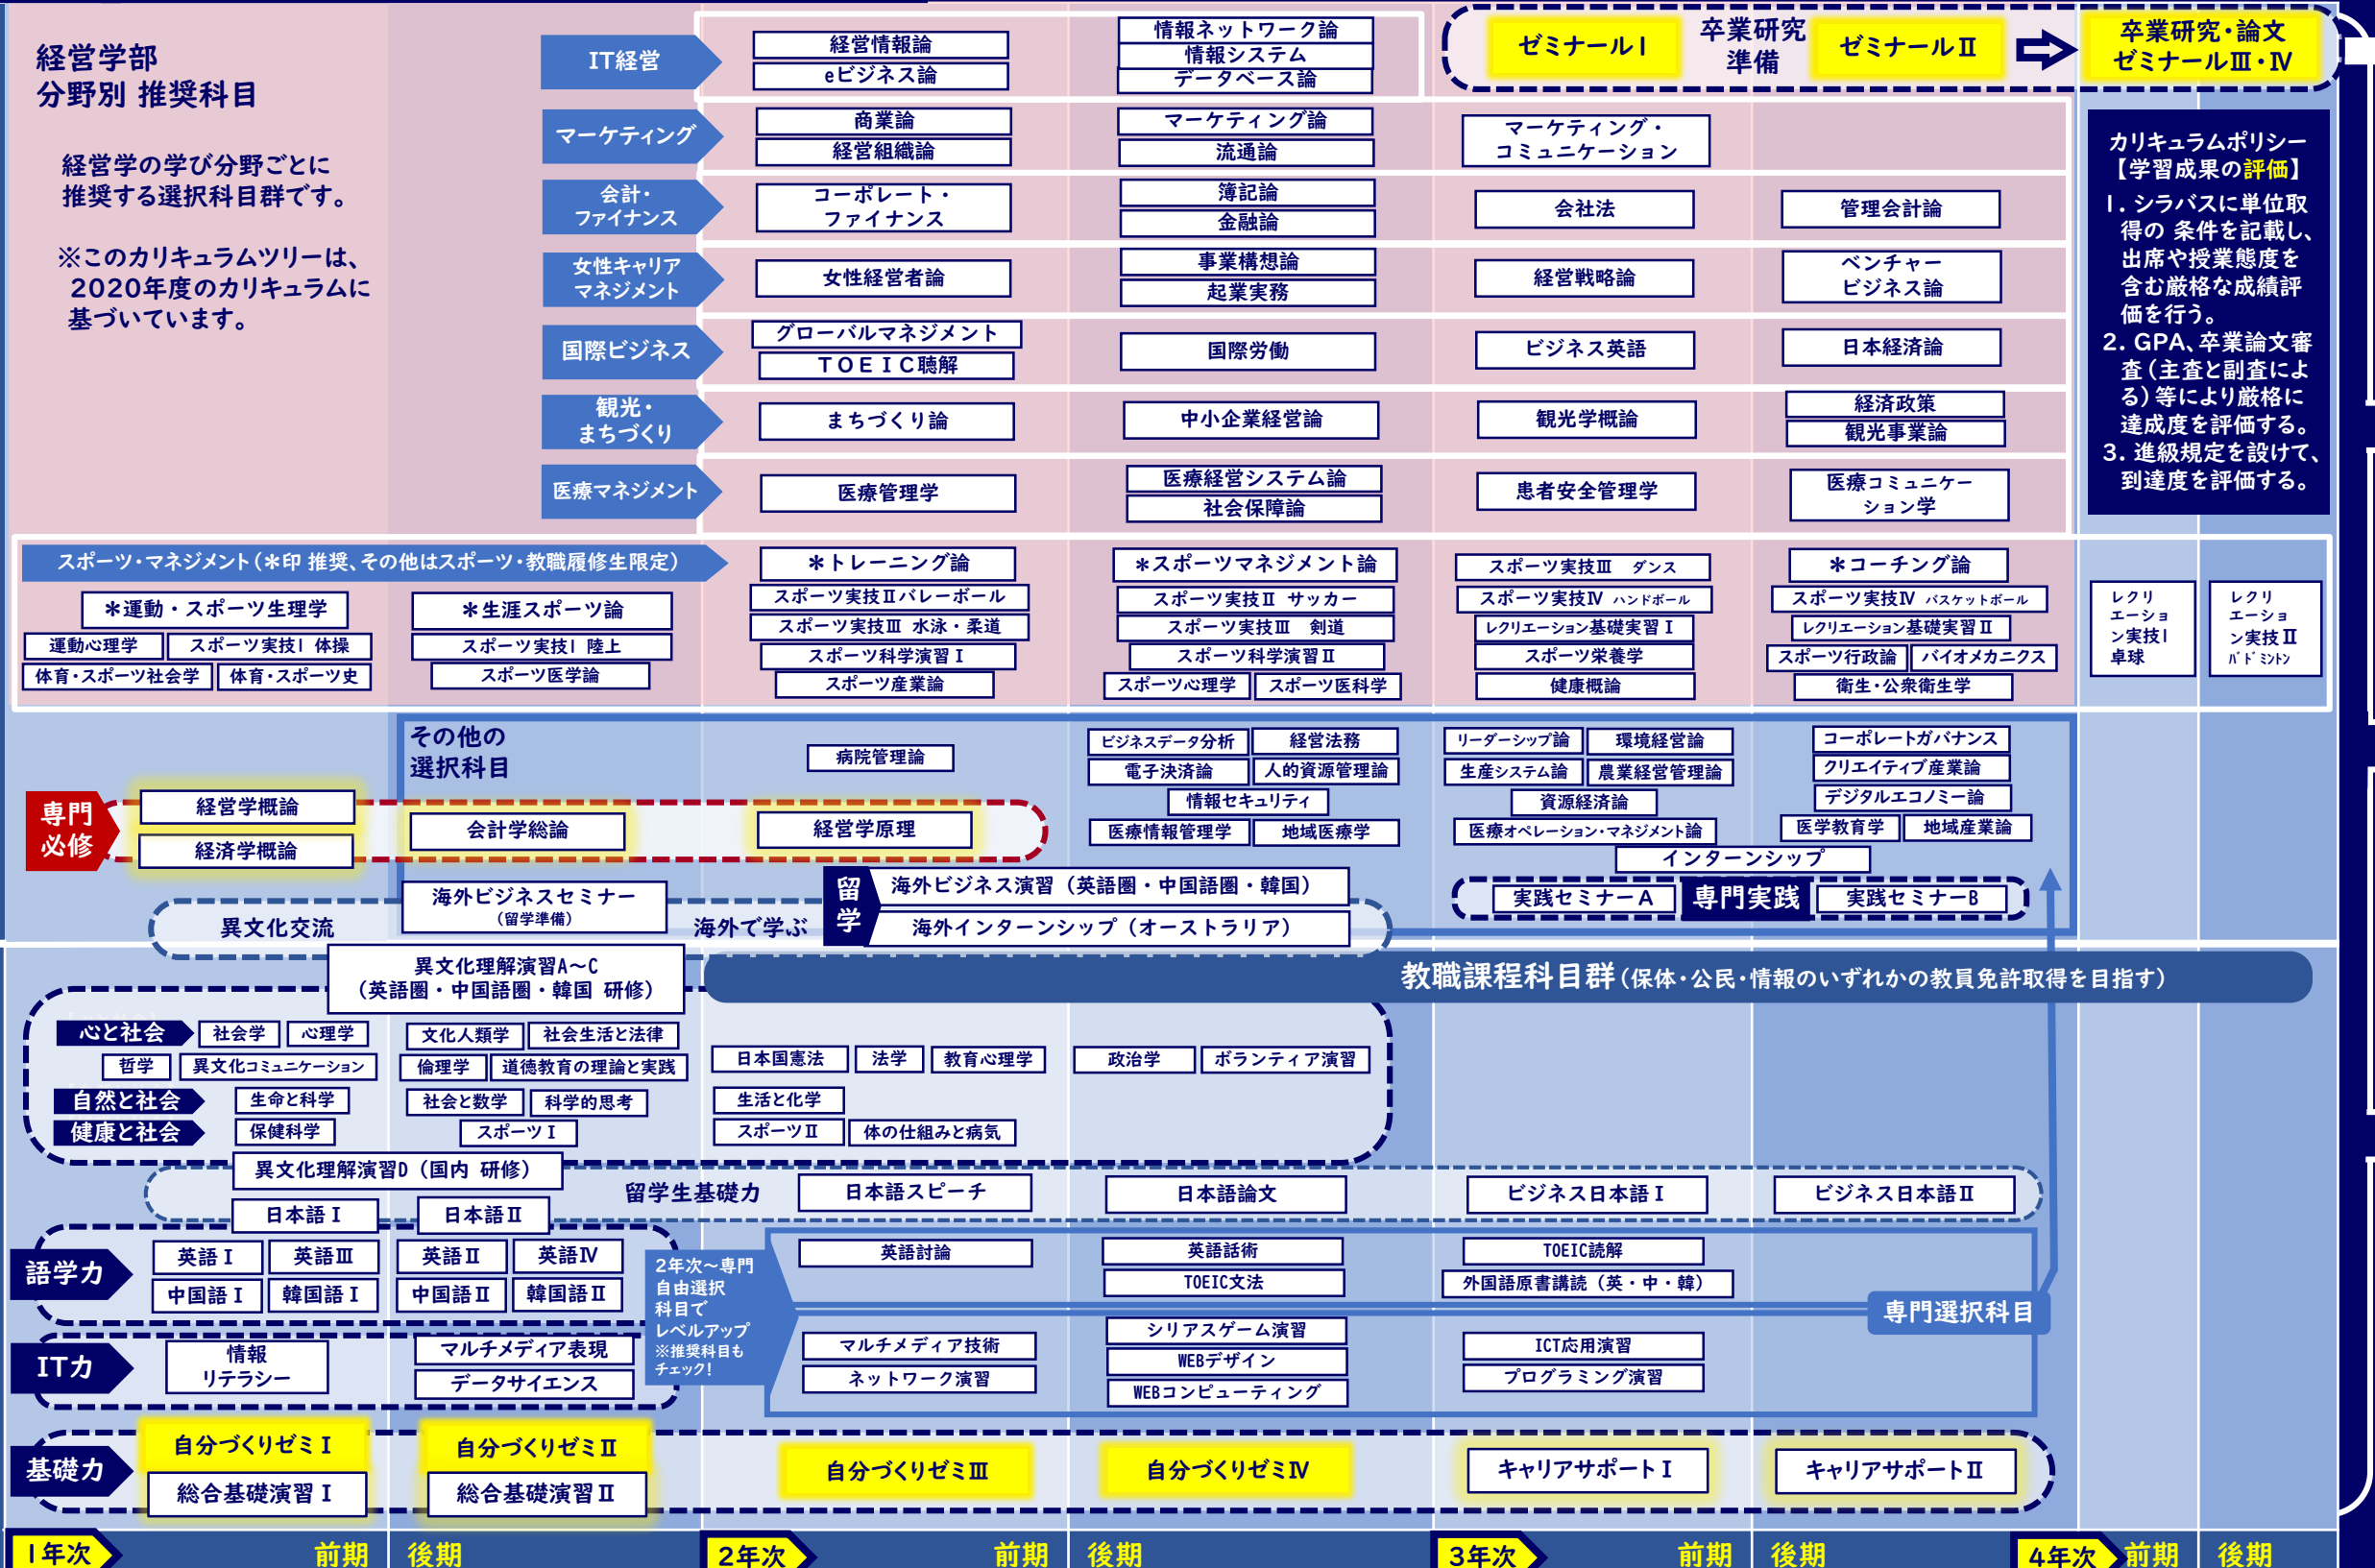 経営学部
分野別 推奨科目
経営学の学び分野ごとに
推奨する選択科目群です。
※このカリキュラムツリーは、
2020年度のカリキュラムに
基づいています。
IT経営
経営情報論
eビジネス論
情報ネットワーク論
情報システム
データベース論
ゼミナールⅠ
卒業研究
準備
ゼミナールⅡ
卒業研究・論文
ゼミナールⅢ・Ⅳ
マーケティング
商業論
経営組織論
マーケティング論
流通論
マーケティング・
コミュニケーション
会計・
ファイナンス
コーポレート・
ファイナンス
簿記論
金融論
会社法
管理会計論
女性キャリア
マネジメント
女性経営者論
事業構想論
起業実務
経営戦略論
ベンチャー
ビジネス論
国際ビジネス
グローバルマネジメント
ＴＯＥＩＣ聴解
国際労働
ビジネス英語
日本経済論
観光・
まちづくり
まちづくり論
中小企業経営論
観光学概論
経済政策
観光事業論
医療マネジメント
医療管理学
医療経営システム論
社会保障論
患者安全管理学
医療コミュニケー
ション学
カリキュラムポリシー
【学習成果の評価】
1. シラバスに単位取
得の 条件を記載し、
出席や授業態度を
含む厳格な成績評
価を行う。
2. GPA、卒業論文審
査(主査と副査によ
る)等により厳格に
達成度を評価する。
3. 進級規定を設けて、
到達度を評価する。
スポーツ・マネジメント(＊印 推奨、その他はスポーツ・教職履修生限定)
＊運動・スポーツ生理学
運動心理学
スポーツ実技Ⅰ 体操
体育・スポーツ社会学
体育・スポーツ史
＊生涯スポーツ論
スポーツ実技Ⅰ 陸上
スポーツ医学論
＊トレーニング論
スポーツ実技Ⅱバレーボール
スポーツ実技Ⅲ 水泳・柔道
スポーツ科学演習Ⅰ
スポーツ産業論
＊スポーツマネジメント論
スポーツ実技Ⅱ サッカー
スポーツ実技Ⅲ 剣道
スポーツ科学演習Ⅱ
スポーツ心理学
スポーツ医科学
スポーツ実技Ⅲ ダンス
スポーツ実技Ⅳ ハンドボール
レクリエーション基礎実習Ⅰ
スポーツ栄養学
健康概論
＊コーチング論
スポーツ実技Ⅳ バスケットボール
レクリエーション基礎実習Ⅱ
スポーツ行政論
バイオメカニクス
衛生・公衆衛生学
レクリ
エーショ
ン実技Ⅰ
卓球
レクリ
エーショ
ン実技Ⅱ
ﾊﾞﾄﾞﾐﾝﾄﾝ
その他の
選択科目
病院管理論
ビジネスデータ分析
経営法務
電子決済論
人的資源管理論
情報セキュリティ
医療情報管理学
地域医療学
リーダーシップ論
環境経営論
生産システム論
農業経営管理論
資源経済論
医療オペレーション・マネジメント論
コーポレートガバナンス
クリエイティブ産業論
デジタルエコノミー論
医学教育学
地域産業論
インターンシップ
専門
必修
経営学概論
経済学概論
会計学総論
経営学原理
実践セミナーA
専門実践
実践セミナーB
異文化交流
海外ビジネスセミナー
(留学準備)
海外で学ぶ
留
学
海外ビジネス演習(英語圏・中国語圏・韓国)
海外インターンシップ(オーストラリア)
異文化理解演習A～C
(英語圏・中国語圏・韓国 研修)
教職課程科目群(保体・公民・情報のいずれかの教員免許取得を目指す)
心と社会
社会学
心理学
哲学
異文化コミュニケーション
文化人類学
社会生活と法律
倫理学
道徳教育の理論と実践
日本国憲法
法学
教育心理学
政治学
ボランティア演習
自然と社会
生命と科学
社会と数学
科学的思考
生活と化学
健康と社会
保健科学
スポーツⅠ
スポーツⅡ
体の仕組みと病気
異文化理解演習D(国内 研修)
日本語Ⅰ
日本語Ⅱ
留学生基礎力
日本語スピーチ
日本語論文
ビジネス日本語Ⅰ
ビジネス日本語Ⅱ
語学力
英語Ⅰ
英語Ⅲ
英語Ⅱ
英語Ⅳ
中国語Ⅰ
韓国語Ⅰ
中国語Ⅱ
韓国語Ⅱ
2年次～専門
自由選択
科目で
レベルアップ
※推奨科目も
チェック!
英語討論
英語話術
TOEIC文法
TOEIC読解
外国語原書講読(英・中・韓)
専門選択科目
IT力
情報
リテラシー
マルチメディア表現
データサイエンス
マルチメディア技術
ネットワーク演習
シリアスゲーム演習
WEBデザイン
WEBコンピューティング
ICT応用演習
プログラミング演習
基礎力
自分づくりゼミⅠ
総合基礎演習Ⅰ
自分づくりゼミⅡ
総合基礎演習Ⅱ
自分づくりゼミⅢ
自分づくりゼミⅣ
キャリアサポートⅠ
キャリアサポートⅡ
1年次
前期
後期
2年次
前期
後期
3年次
前期
後期
4年次
前期
後期